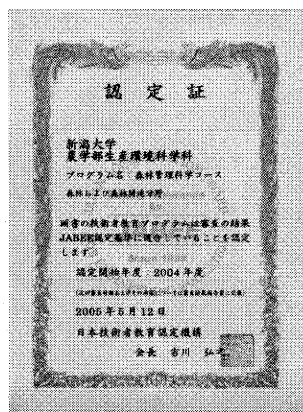 認定証
新潟大学
農学部生産環境科学科
プログラム名：森林管理科学コース
森林および森林関連分野
貴言の技術者教育プログラムは審査の結果
JABEE認定基準に適合していることを認定
します。
認定開始年度：2004年度
2005年5月12日
日本技術者教育認定機構
会長 吉川 弘之